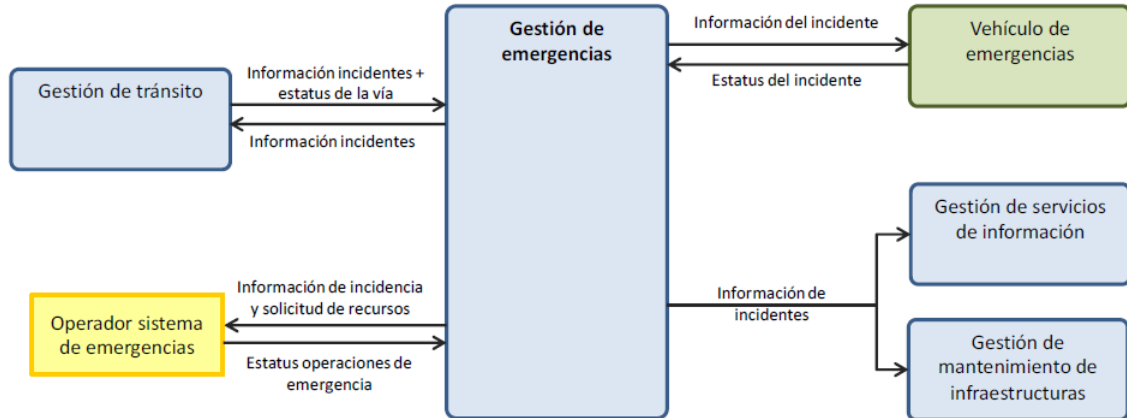 Gestión de
emergencias
Información del incidente
Estatus del incidente
Vehículo de
emergencias
Gestión de tránsito
Información incidentes +
estatus de la vía
Información incidentes
Gestión de servicios
de información
Información de
incidentes
Gestión de
mantenimiento de
infraestructuras
Operador sistema
de emergencias
Información de incidencia
y solicitud de recursos
Estatus operaciones de
emergencia